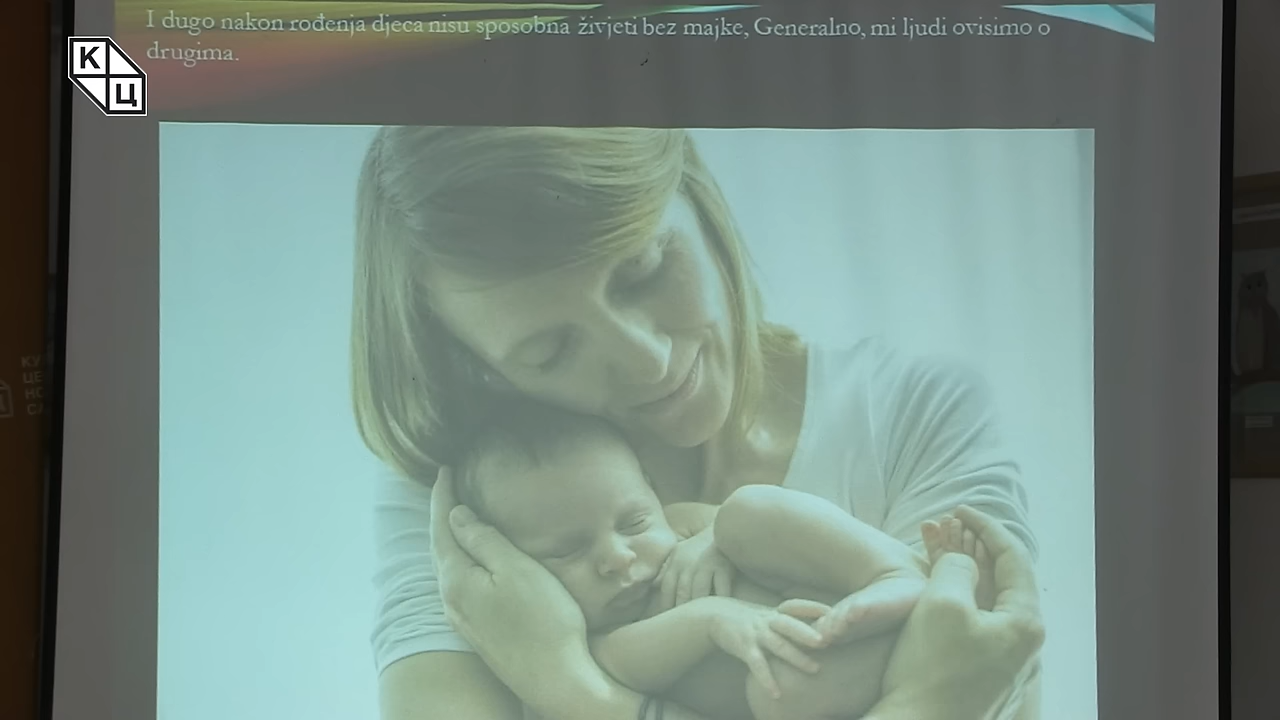 I dugo nakon rođenja djeca nisu sposobna živjeti bez majke, Generalno, mi ljudi ovisimo o
drugima.
К
Ц